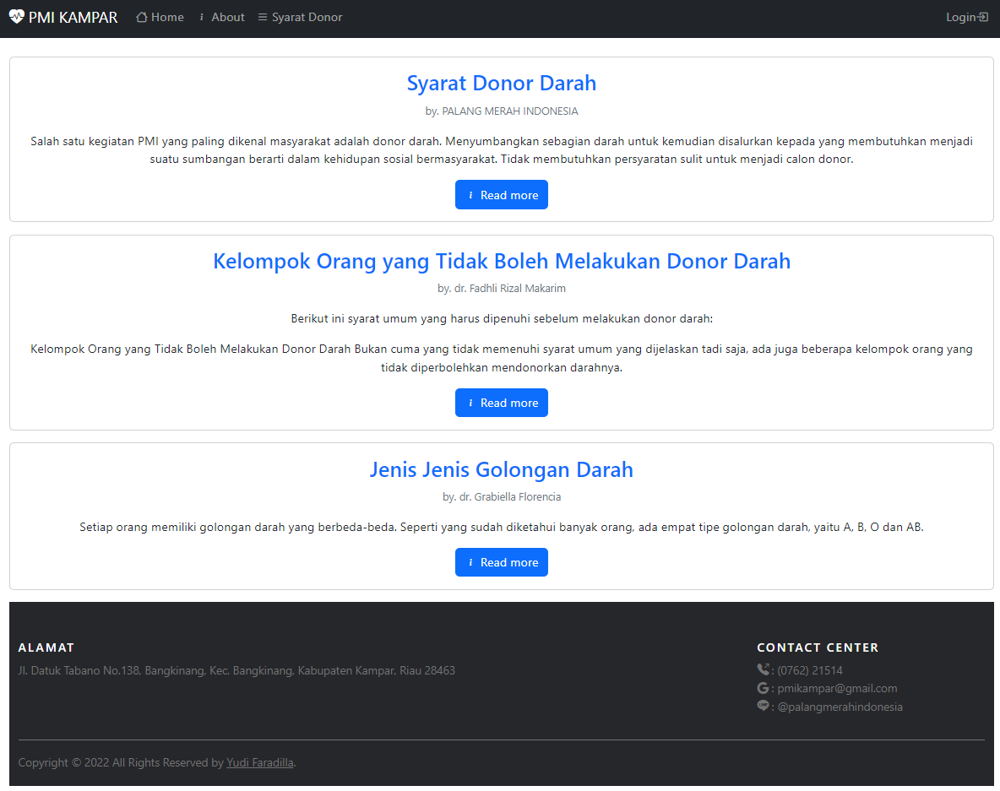 PMI KAMPAR Home About Syarat Donor Login
Syarat Donor Darah
by. PALANG MERAH INDONESIA
Salah satu kegiatan PMI yang paling dikenal masyarakat adalah donor darah. Menyumbangkan sebagian darah untuk kemudian disalurkan kepada yang membutuhkan menjadi
suatu sumbangan berarti dalam kehidupan sosial bermasyarakat. Tidak membutuhkan persyaratan sulit untuk menjadi calon donor.
Read more
Kelompok Orang yang Tidak Boleh Melakukan Donor Darah
by. dr. Fadhli Rizal Makarim
Berikut ini syarat umum yang harus dipenuhi sebelum melakukan donor darah:
Kelompok Orang yang Tidak Boleh Melakukan Donor Darah Bukan cuma yang tidak memenuhi syarat umum yang dijelaskan tadi saja, ada juga beberapa kelompok orang yang
tidak diperbolehkan mendonorkan darahnya.
Read more
Jenis Jenis Golongan Darah
by. dr. Grabiella Florencia
Setiap orang memiliki golongan darah yang berbeda-beda. Seperti yang sudah diketahui banyak orang, ada empat tipe golongan darah, yaitu A, B, O dan AB.
Read more
ALAMAT
Jl. Datuk Tabano No.138, Bangkinang, Kec. Bangkinang, Kabupaten Kampar, Riau 28463
CONTACT CENTER
: (0762) 21514
: pmikampar@gmail.com
: @palangmerahindonesia
Copyright © 2022 All Rights Reserved by Yudi Faradilla.